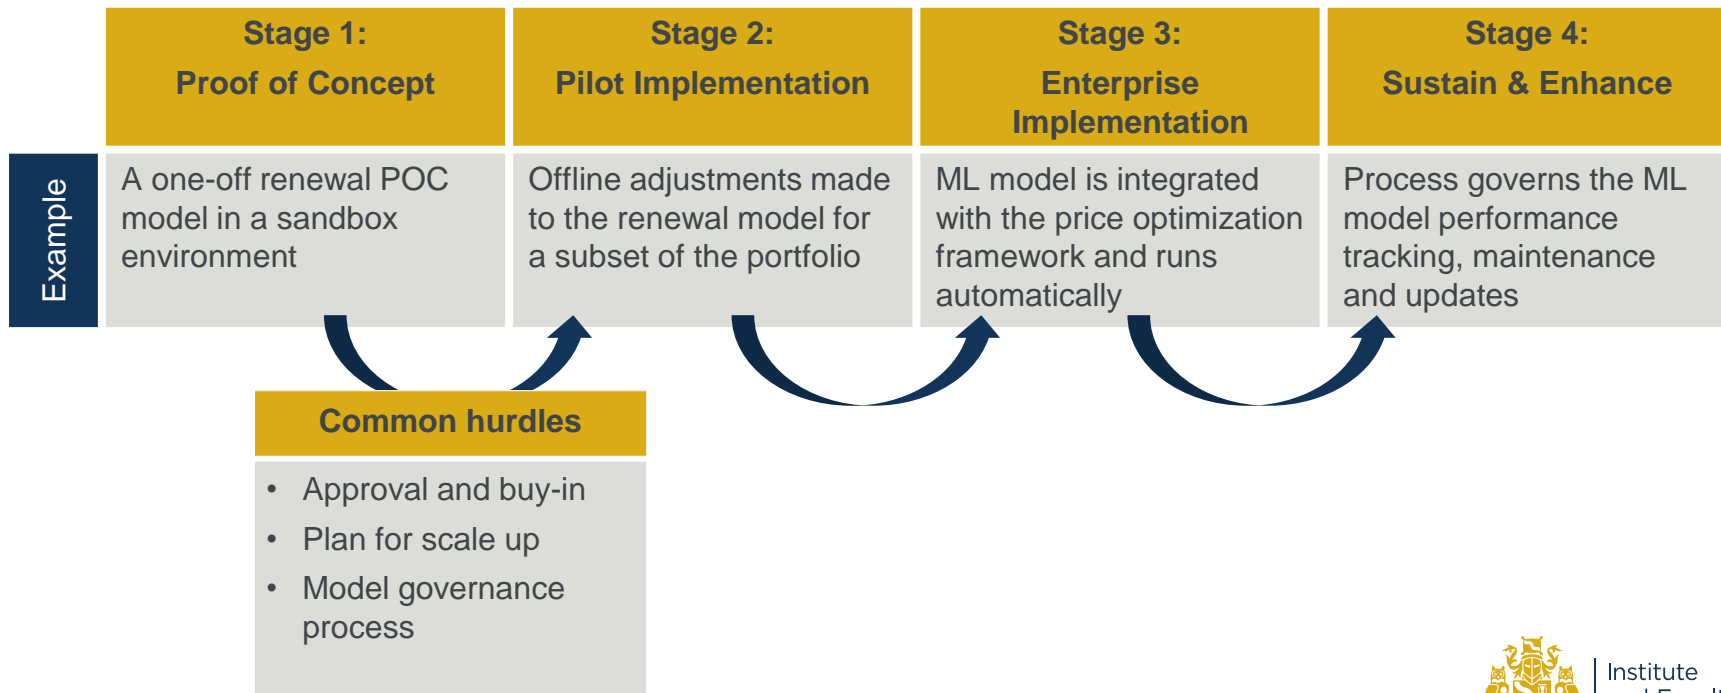 Stage 1:
Proof of Concept
Stage 2:
Pilot Implementation
Stage 3:
Enterprise
Implementation
Stage 4:
Sustain & Enhance
Example
A one-off renewal POC
model in a sandbox
environment
Offline adjustments made
to the renewal model for
a subset of the portfolio
ML model is integrated
with the price optimization
framework and runs
automatically
Process governs the ML
model performance
tracking, maintenance
and updates
Common hurdles
• Approval and buy-in
• Plan for scale up
• Model governance
process
Institute